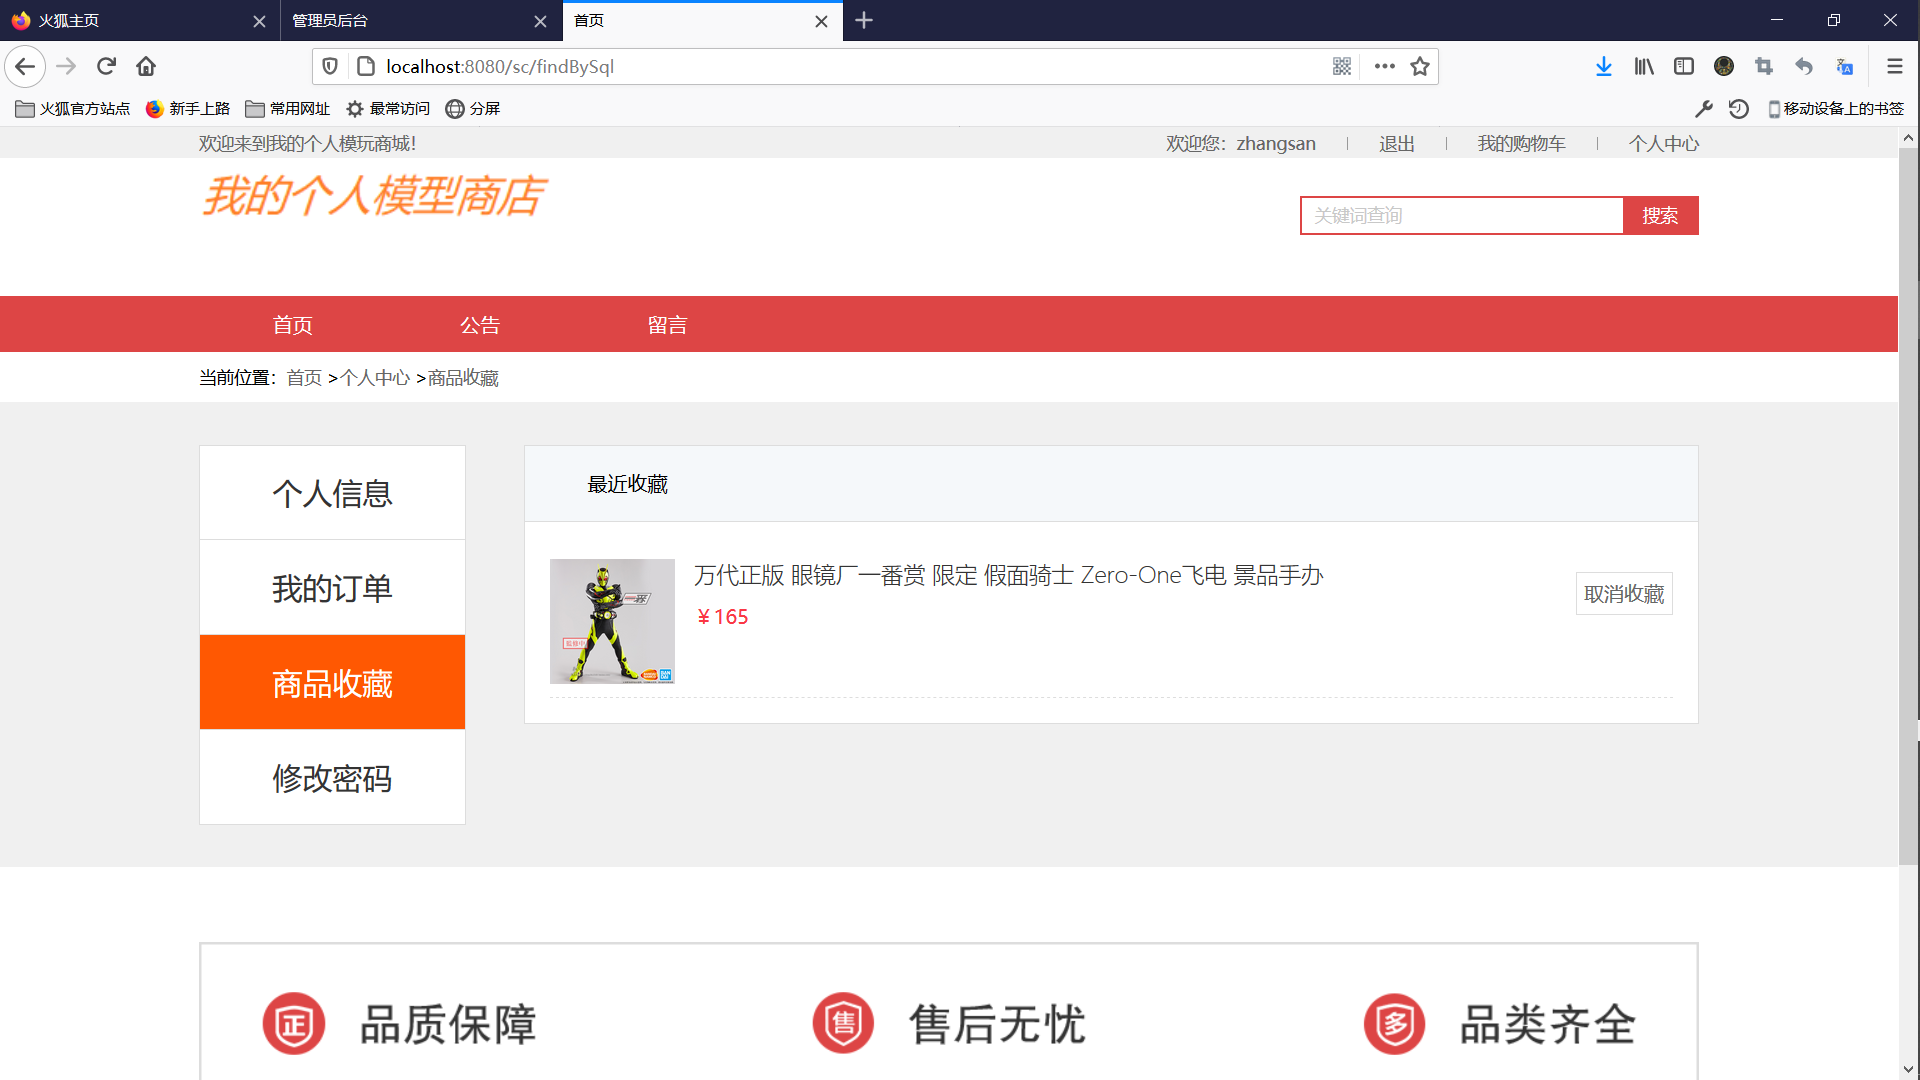 火狐主页
管理员后台
首页
localhost:8080/sc/findBySql
火狐官方站点
新手上路
常用网址
最常访问
分屏
移动设备上的书签
欢迎来到我的个人模玩商城!
欢迎您：zhangsan
退出
我的购物车
个人中心
我的个人模型商店
关键词查询
搜索
首页
公告
留言
当前位置：首页 >个人中心 >商品收藏
个人信息
我的订单
商品收藏
修改密码
最近收藏
万代正版 眼镜厂一番赏 限定 假面骑士 Zero-One飞电 景品手办
￥165
取消收藏
正 品质保障
售 售后无忧
多 品类齐全